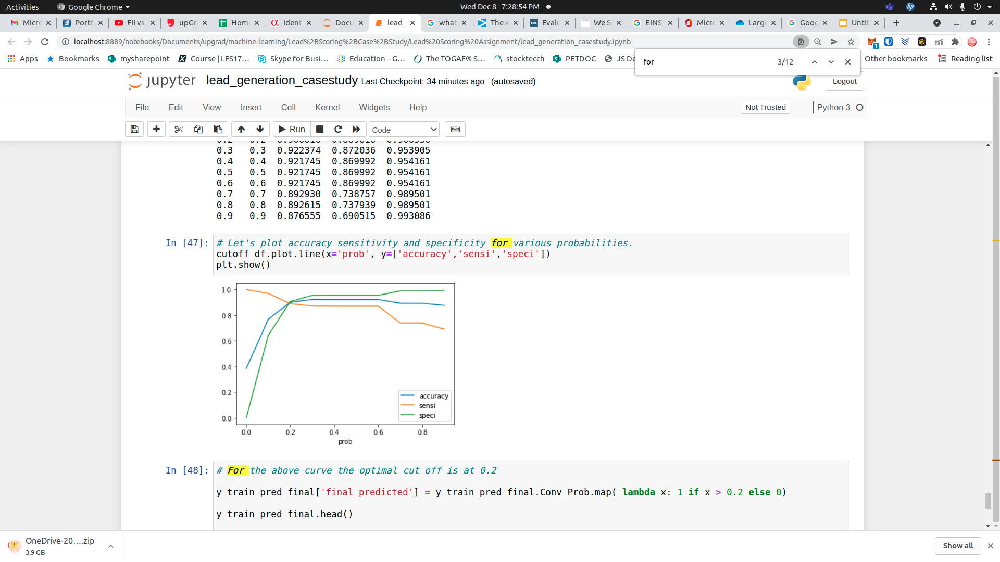 Activities
Google Chrome
Wed Dec 8 7:28:54 PM
Micro
Portf
FII vs
upGr
Home
Ident
Docu
lead_
what
The A
Evalu
We S
EINS
Micro
Large
Goog
Untit
localhost:8889/notebooks/Documents/upgrad/machine-learning/Lead%2BScoring%2BCase%2BStudy/Lead%20Scoring%20Assignment/lead_generation_casestudy.ipynb
1
Apps
Bookmarks
mysharepoint
Course | LFS17…
Skype for Busi…
Education – G…
The TOGAF® S…
stocktecch
PETDOC
JS De
Other bookmarks
Reading list
for
3/12
jupyter
lead_generation_casestudy Last Checkpoint: 34 minutes ago (autosaved)
Logout
File Edit View Insert Cell Kernel Widgets Help
Not Trusted
Python 3
Run
Code
0.3 0.3 0.922374 0.872036 0.953905
0.4 0.4 0.921745 0.869992 0.954161
0.5 0.5 0.921745 0.869992 0.954161
0.6 0.6 0.921745 0.869992 0.954161
0.7 0.7 0.892930 0.738757 0.989501
0.8 0.8 0.892615 0.737939 0.989501
0.9 0.9 0.876555 0.690515 0.993086
In [47]:
# Let's plot accuracy sensitivity and specificity for various probabilities.
cutoff_df.plot.line(x='prob', y=['accuracy','sensi','speci'])
plt.show()
1.0
0.8
0.6
0.4
0.2
0.0
accuracy
sensi
speci
0.0 0.2 0.4 0.6 0.8
prob
In [48]:
# For the above curve the optimal cut off is at 0.2
y_train_pred_final['final_predicted'] = y_train_pred_final.Conv_Prob.map( lambda x: 1 if x > 0.2 else 0)
y_train_pred_final.head()
OneDrive-20….zip
3.9 GB
Show all